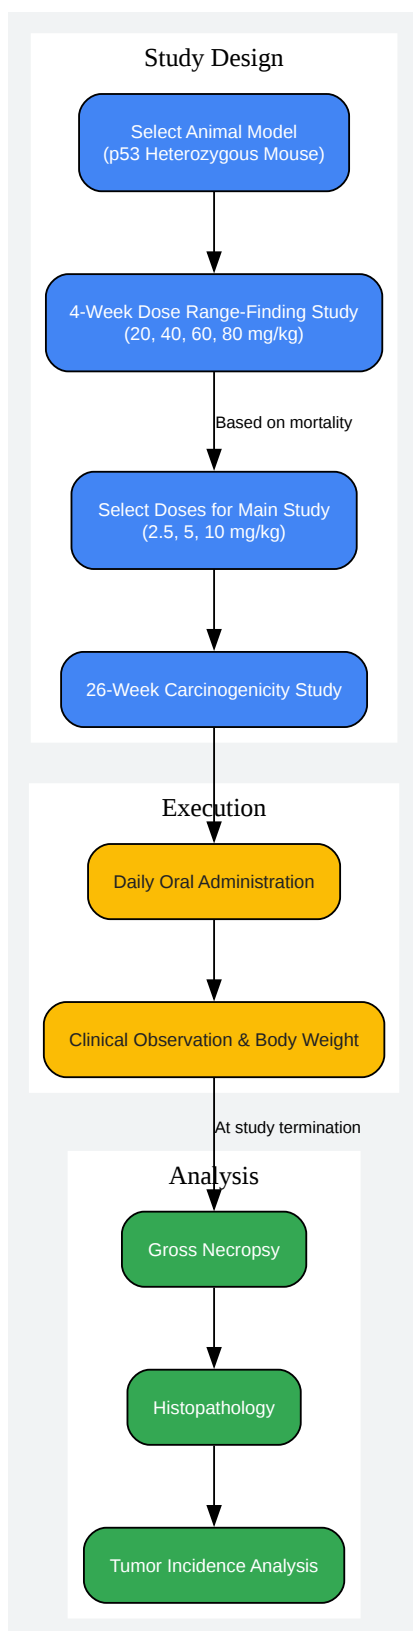 Study Design
Select Animal Model
(p53 Heterozygous Mouse)
4-Week Dose Range-Finding Study
(20, 40, 60, 80 mg/kg)
Based on mortality
Select Doses for Main Study
(2.5, 5, 10 mg/kg)
26-Week Carcinogenicity Study
Execution
Daily Oral Administration
Clinical Observation & Body Weight
At study termination
Analysis
Gross Necropsy
Histopathology
Tumor Incidence Analysis